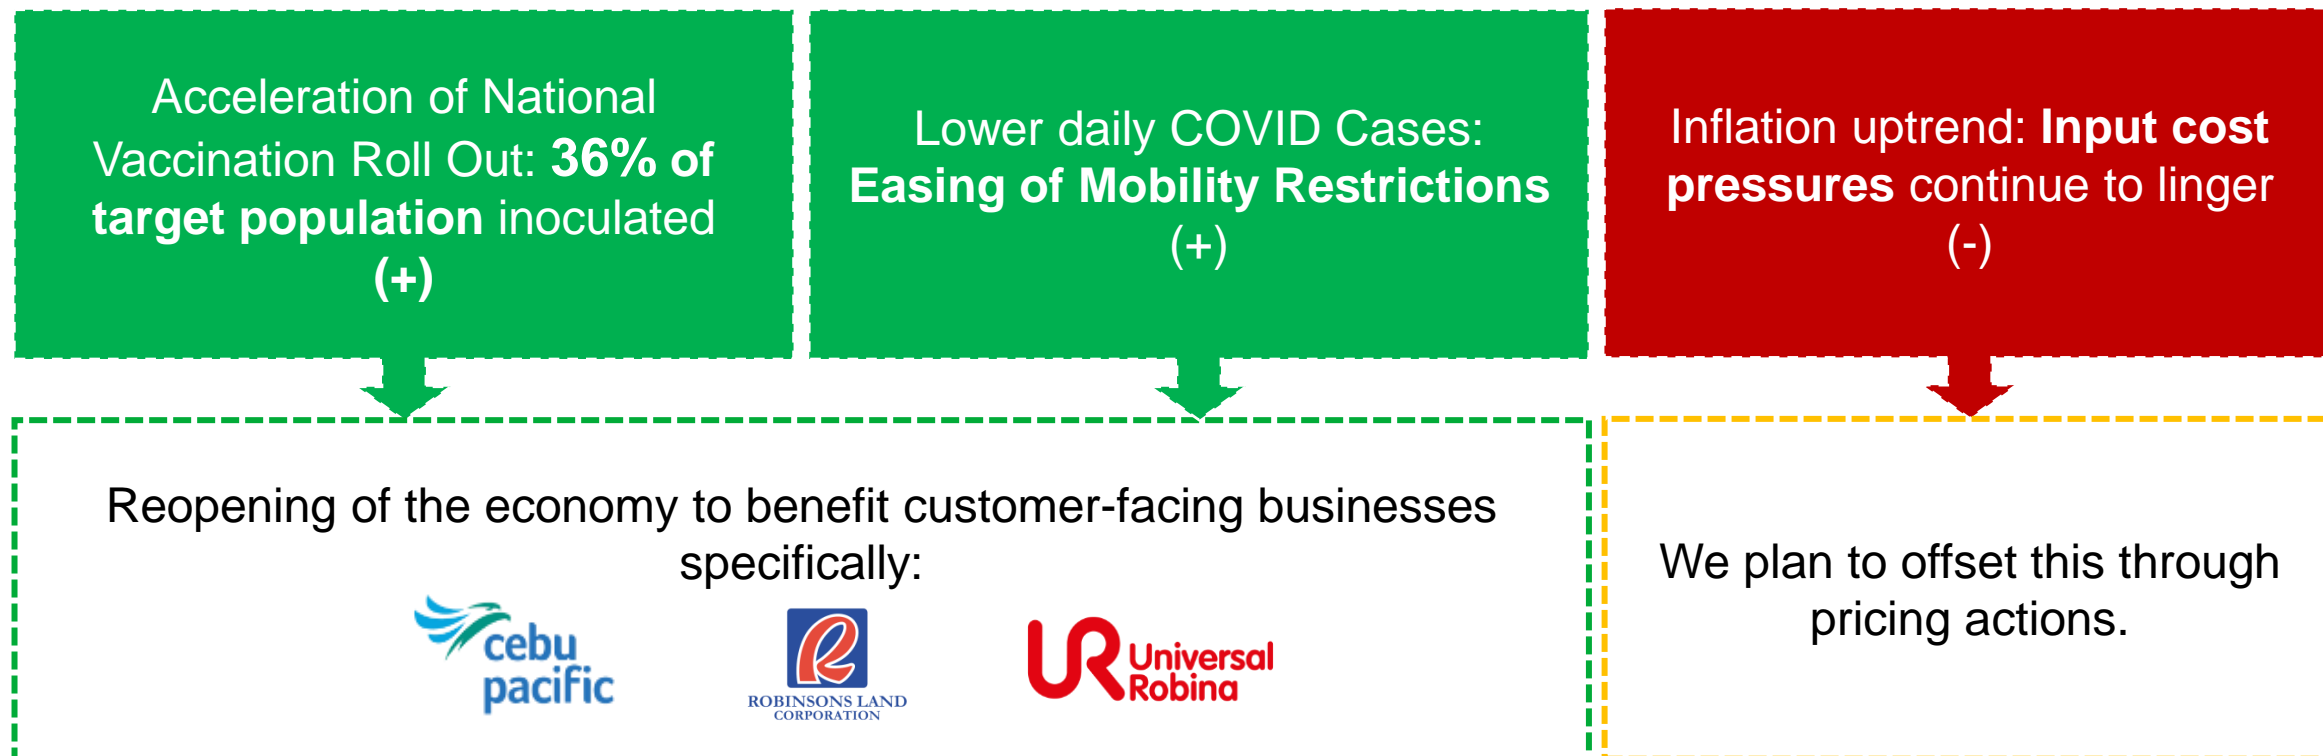 Acceleration of National
Vaccination Roll Out: 36% of
target population inoculated
(+)
Lower daily COVID Cases:
Easing of Mobility Restrictions
(+)
Inflation uptrend: Input cost
pressures continue to linger
(-)
Reopening of the economy to benefit customer-facing businesses
specifically:
cebu
pacific
ROBINSONS LAND
CORPORATION
UR Universal
Robina
We plan to offset this through
pricing actions.